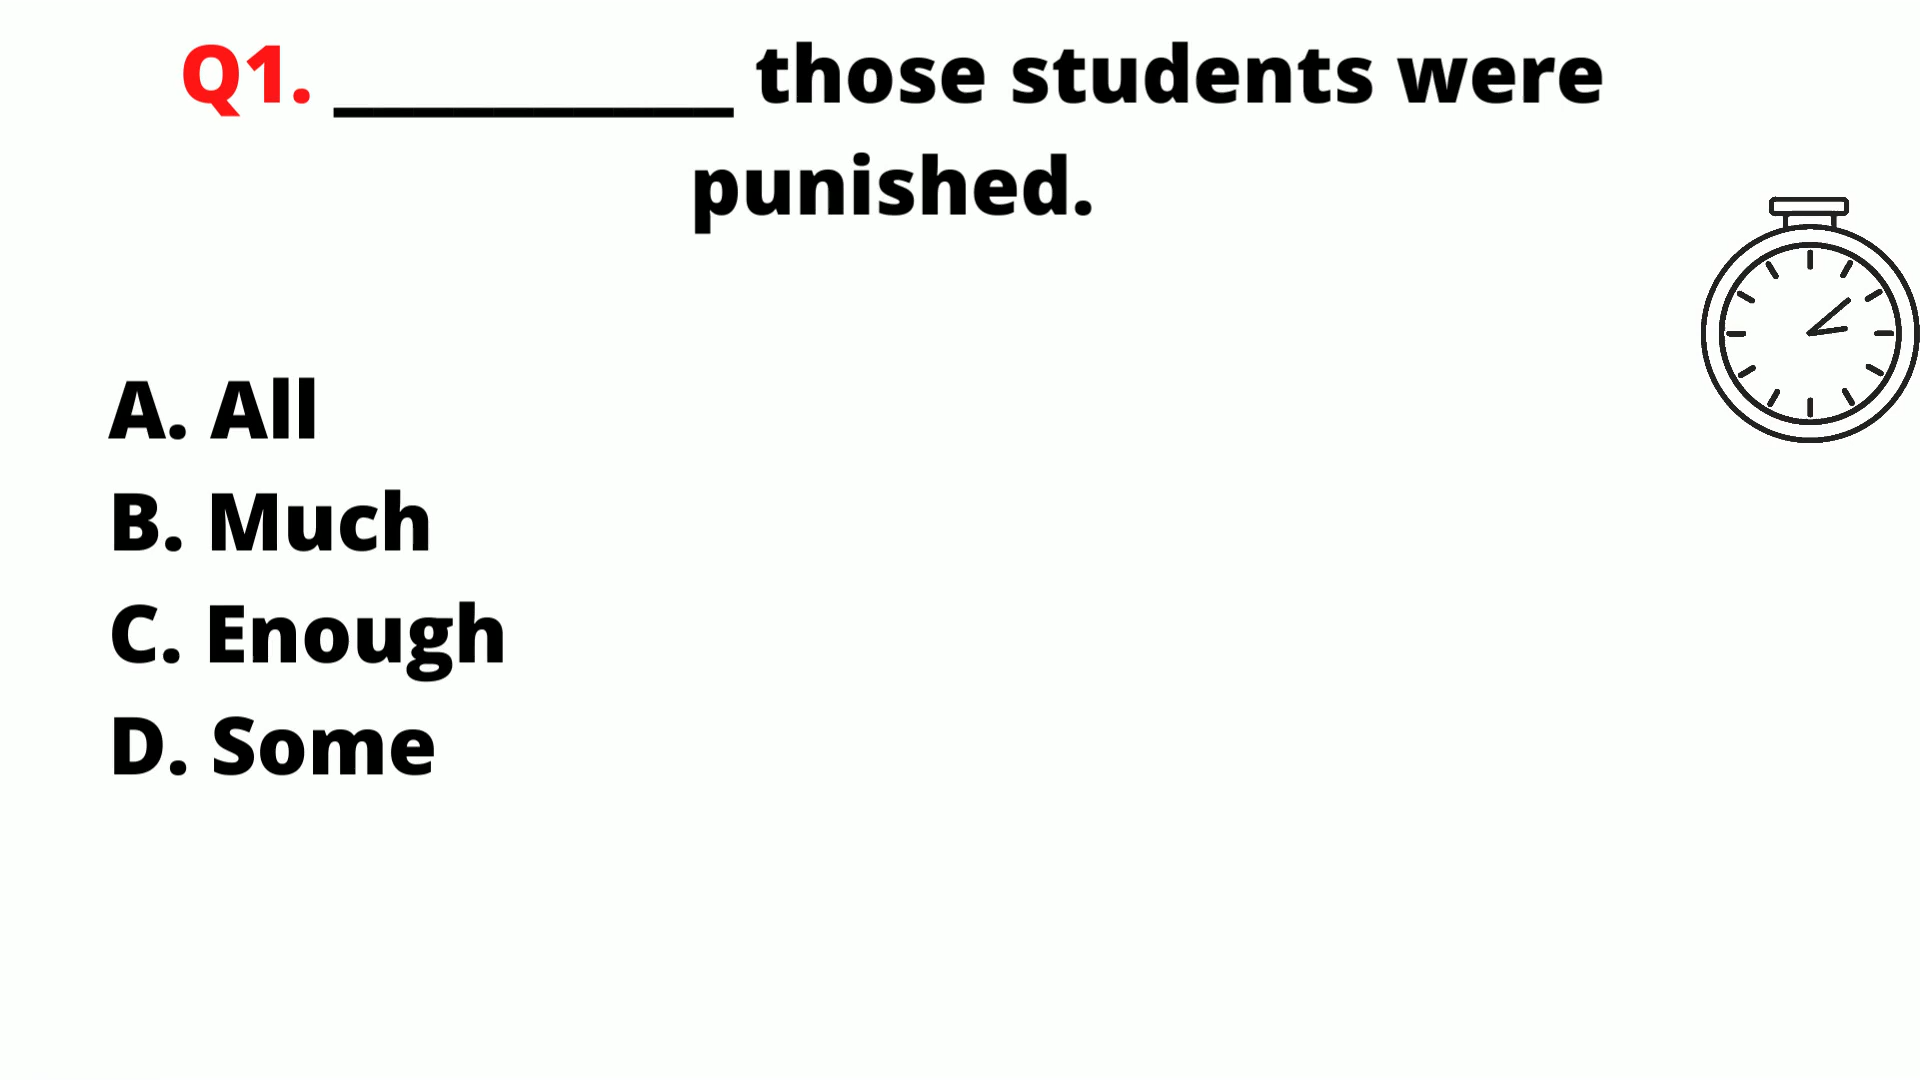 Q1. __________ those students were
punished.
A. All
B. Much
C. Enough
D. Some